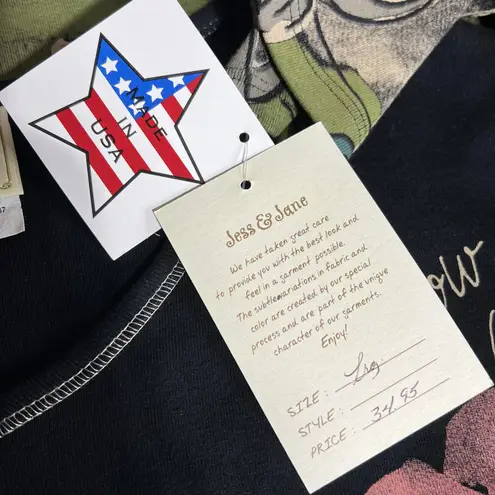 MADE
IN
USA
Jess & Jane
We have taken great care
to provide you with the best look and
feel in a garment possible.
The subtle variations in fabric and
color are created by our special
process and are part of the unique
character of our garments.
Enjoy!
SIZE: Lrg
STYLE:
PRICE: 34.95
ow